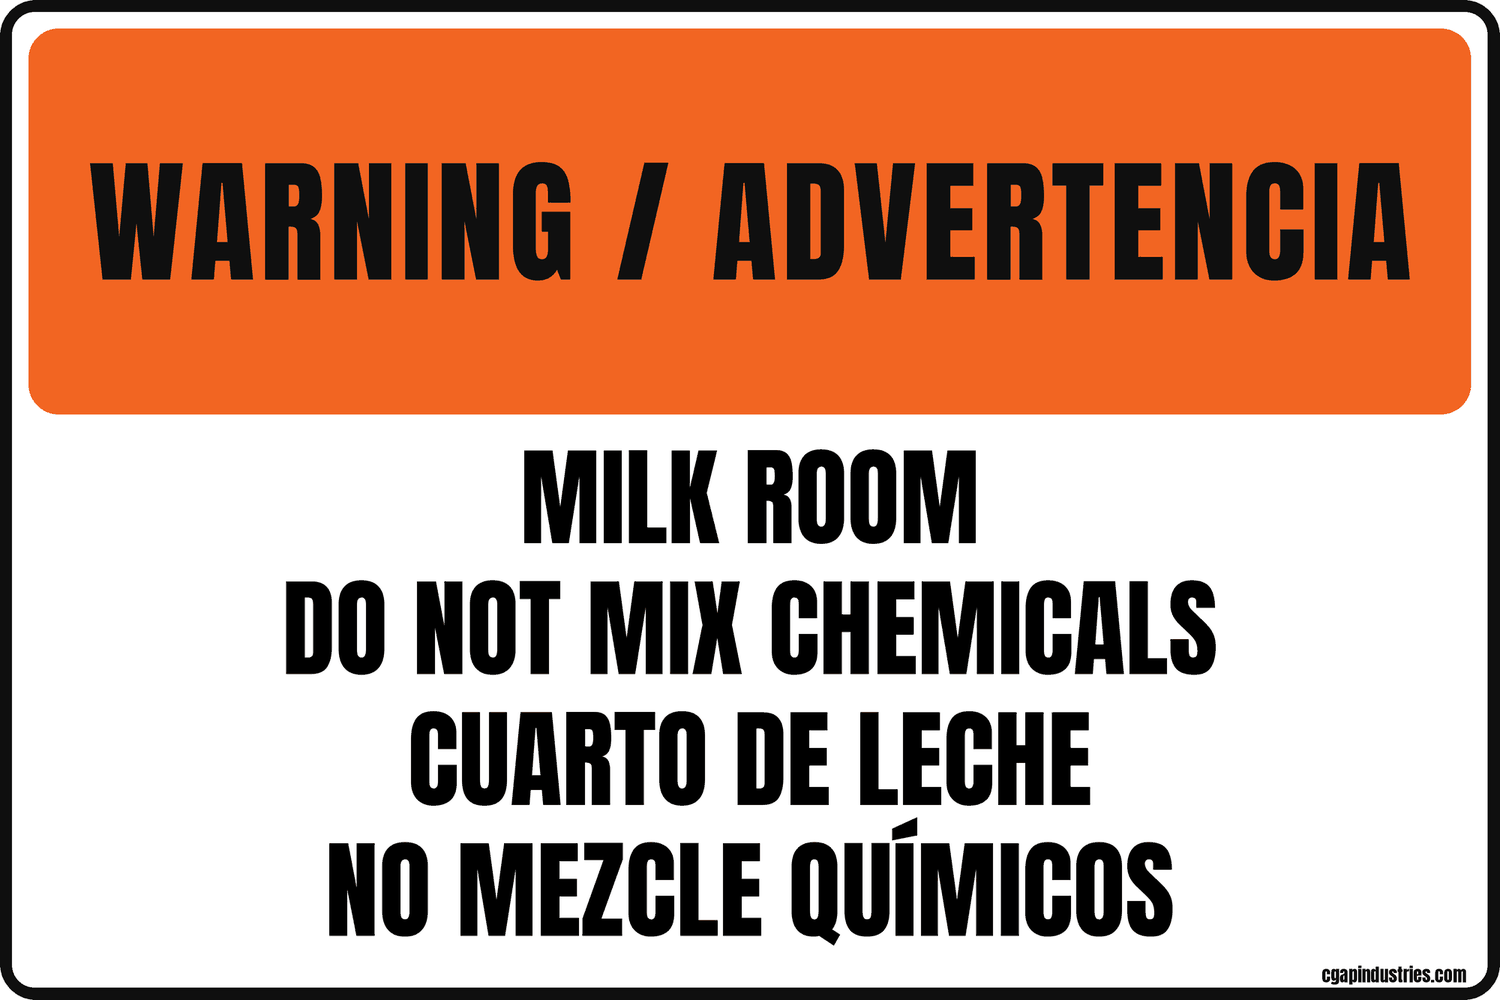 WARNING / ADVERTENCIA
MILK ROOM
DO NOT MIX CHEMICALS
CUARTO DE LECHE
NO MEZCLE QUÍMICOS
cgapindustries.com